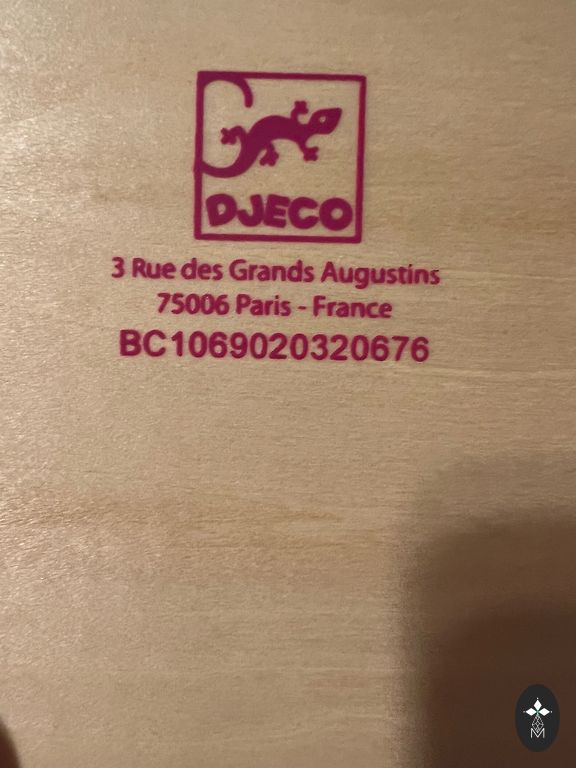 DJECO
3 Rue des Grands Augustins
75006 Paris - France
BC1069020320676
M